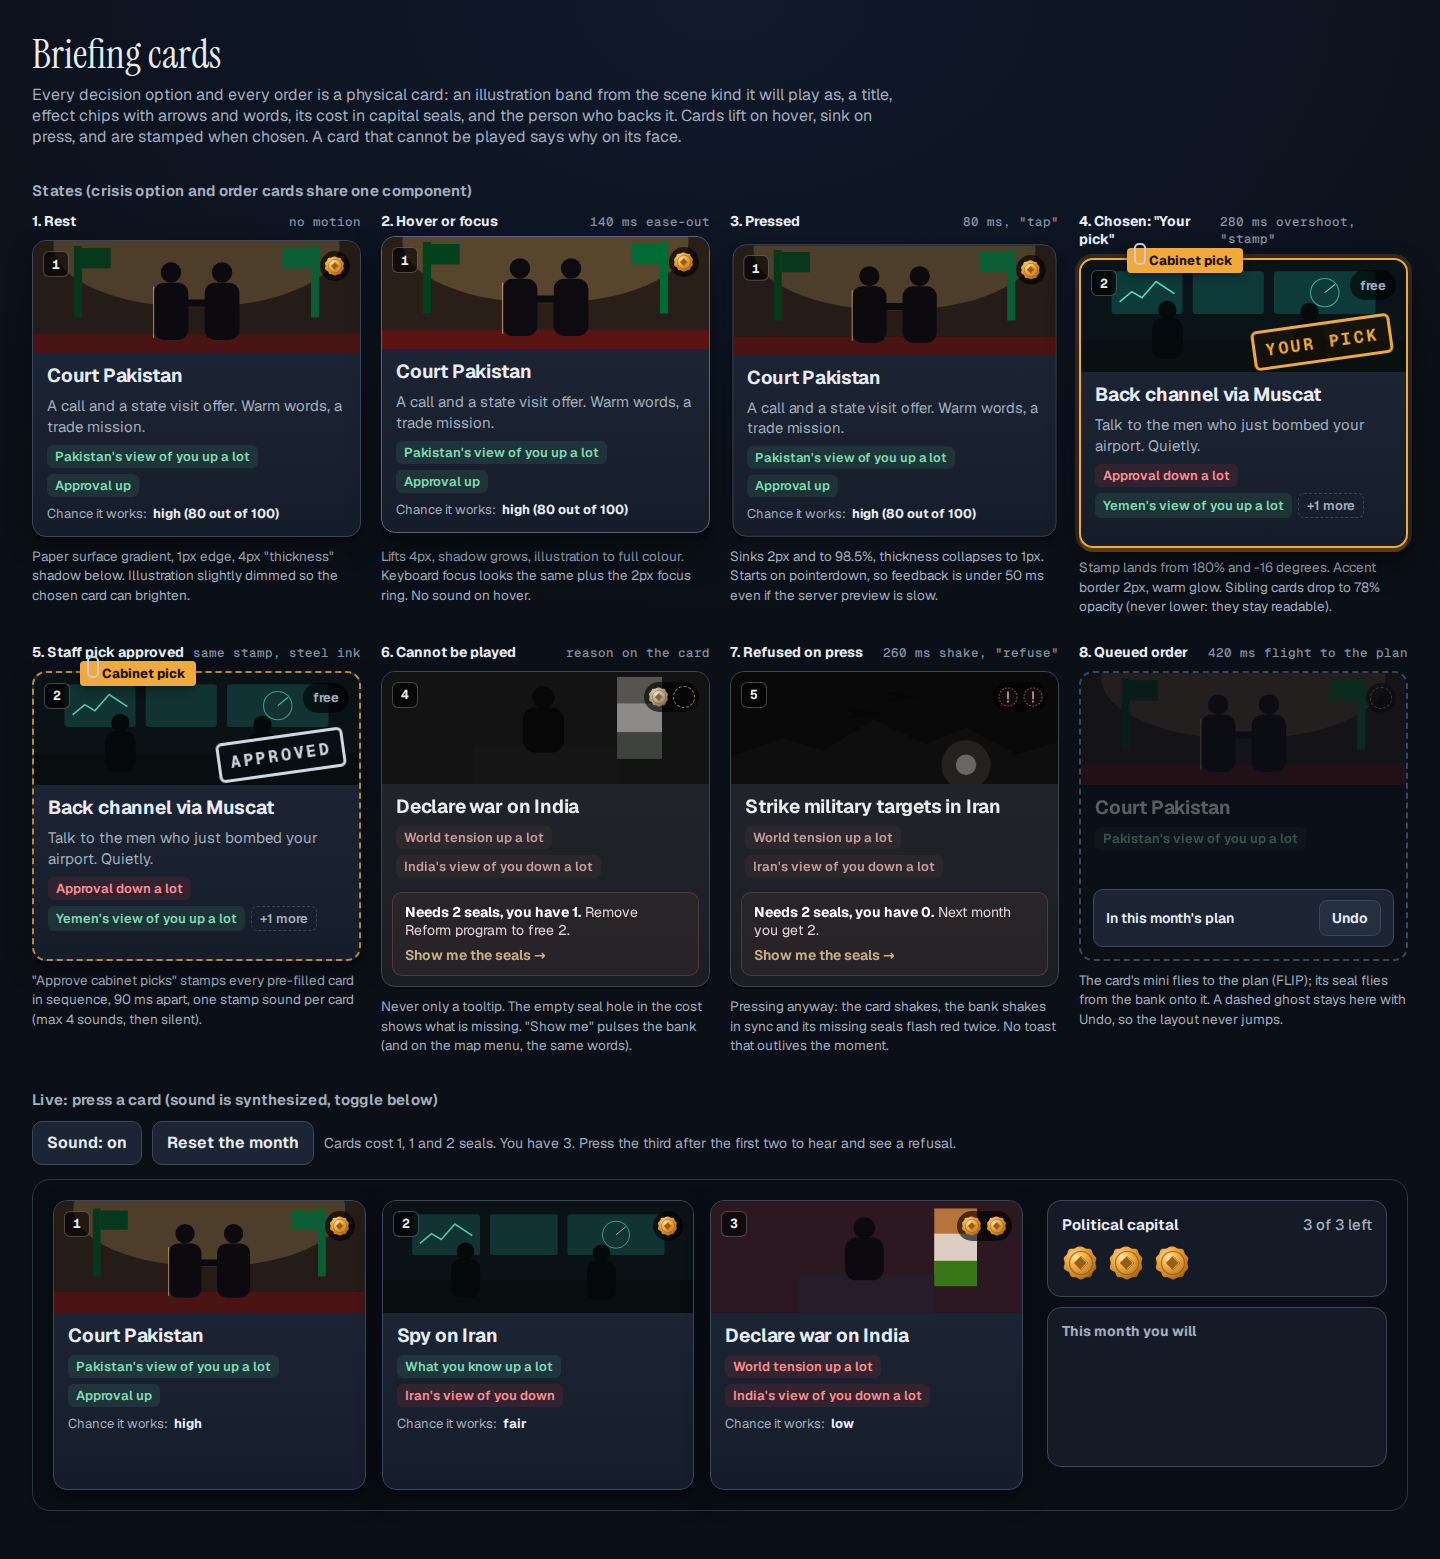 Briefing cards
Every decision option and every order is a physical card: an illustration band from the scene kind it will play as, a title,
effect chips with arrows and words, its cost in capital seals, and the person who backs it. Cards lift on hover, sink on
press, and are stamped when chosen. A card that cannot be played says why on its face.
States (crisis option and order cards share one component)
1. Rest
no motion
1
Court Pakistan
A call and a state visit offer. Warm words, a
trade mission.
Pakistan's view of you up a lot
Approval up
Chance it works: high (80 out of 100)
Paper surface gradient, 1px edge, 4px "thickness"
shadow below. Illustration slightly dimmed so the
chosen card can brighten.
2. Hover or focus
140 ms ease-out
1
Court Pakistan
A call and a state visit offer. Warm words, a
trade mission.
Pakistan's view of you up a lot
Approval up
Chance it works: high (80 out of 100)
Lifts 4px, shadow grows, illustration to full colour.
Keyboard focus looks the same plus the 2px focus
ring. No sound on hover.
3. Pressed
80 ms, "tap"
1
Court Pakistan
A call and a state visit offer. Warm words, a
trade mission.
Pakistan's view of you up a lot
Approval up
Chance it works: high (80 out of 100)
Sinks 2px and to 98.5%, thickness collapses to 1px.
Starts on pointerdown, so feedback is under 50 ms
even if the server preview is slow.
4. Chosen: "Your
pick"
280 ms overshoot,
"stamp"
Cabinet pick
2
free
YOUR PICK
Back channel via Muscat
Talk to the men who just bombed your
airport. Quietly.
Approval down a lot
Yemen's view of you up a lot
+1 more
Stamp lands from 180% and -16 degrees. Accent
border 2px, warm glow. Sibling cards drop to 78%
opacity (never lower: they stay readable).
5. Staff pick approved
same stamp, steel ink
Cabinet pick
2
free
APPROVED
Back channel via Muscat
Talk to the men who just bombed your
airport. Quietly.
Approval down a lot
Yemen's view of you up a lot
+1 more
"Approve cabinet picks" stamps every pre-filled card
in sequence, 90 ms apart, one stamp sound per card
(max 4 sounds, then silent).
6. Cannot be played
reason on the card
4
Declare war on India
World tension up a lot
India's view of you down a lot
Needs 2 seals, you have 1. Remove
Reform program to free 2.
Show me the seals →
Never only a tooltip. The empty seal hole in the cost
shows what is missing. "Show me" pulses the bank
(and on the map menu, the same words).
7. Refused on press
260 ms shake, "refuse"
5
Strike military targets in Iran
World tension up a lot
Iran's view of you down a lot
Needs 2 seals, you have 0. Next month
you get 2.
Show me the seals →
Pressing anyway: the card shakes, the bank shakes
in sync and its missing seals flash red twice. No toast
that outlives the moment.
8. Queued order
420 ms flight to the plan
Court Pakistan
Pakistan's view of you up a lot
In this month's plan
Undo
The card's mini flies to the plan (FLIP); its seal flies
from the bank onto it. A dashed ghost stays here with
Undo, so the layout never jumps.
Live: press a card (sound is synthesized, toggle below)
Sound: on
Reset the month
Cards cost 1, 1 and 2 seals. You have 3. Press the third after the first two to hear and see a refusal.
1
Court Pakistan
Pakistan's view of you up a lot
Approval up
Chance it works: high
2
Spy on Iran
What you know up a lot
Iran's view of you down
Chance it works: fair
3
Declare war on India
World tension up a lot
India's view of you down a lot
Chance it works: low
Political capital
3 of 3 left
This month you will